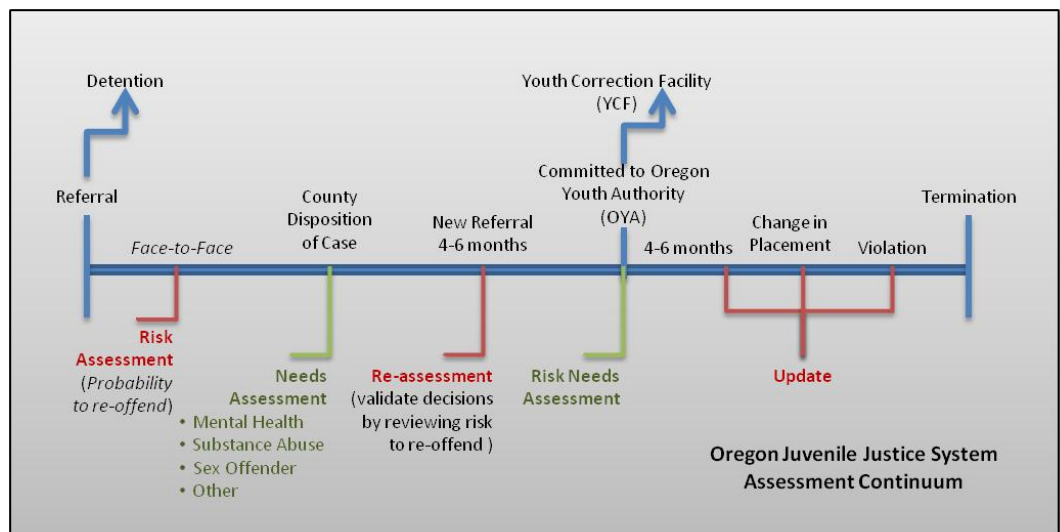 Detention
Youth Correction Facility
(YCF)
Referral
County
Disposition
of Case
New Referral
4-6 months
Committed to Oregon
Youth Authority
(OYA)
Termination
Face-to-Face
4-6 months
Change in
Placement
Violation
Risk
Assessment
(Probability
to re-offend)
Needs
Assessment
• Mental Health
• Substance Abuse
• Sex Offender
• Other
Re-assessment
(validate decisions
by reviewing risk
to re-offend )
Risk Needs
Assessment
Update
Oregon Juvenile Justice System
Assessment Continuum